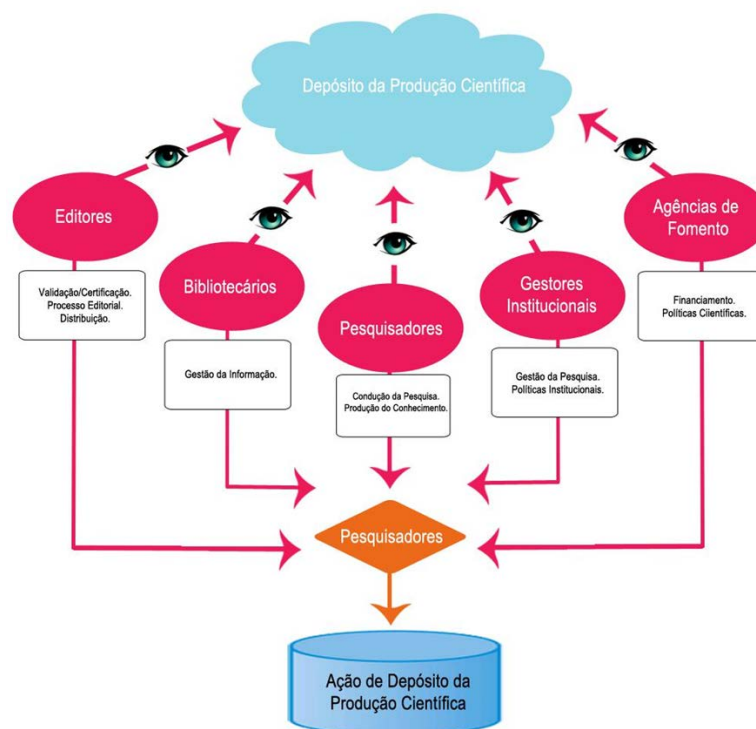 Depósito da Produção Científica
Editores
Validação/Certificação.
Processo Editorial.
Distribuição.
Bibliotecários
Gestão da Informação.
Pesquisadores
Condução da Pesquisa.
Produção do Conhecimento.
Gestores
Institucionais
Gestão da Pesquisa.
Políticas Institucionais.
Agências de
Fomento
Financiamento.
Políticas Ciientíficas.
Pesquisadores
Ação de Depósito da
Produção Científica